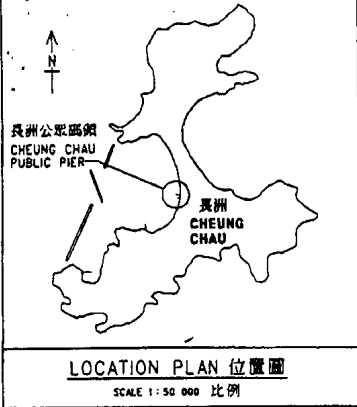 N
長洲公眾碼頭
CHEUNG CHAU
PUBLIC PIER
長洲
CHEUNG
CHAU
LOCATION PLAN 位置圖
SCALE 1:50 000 比例